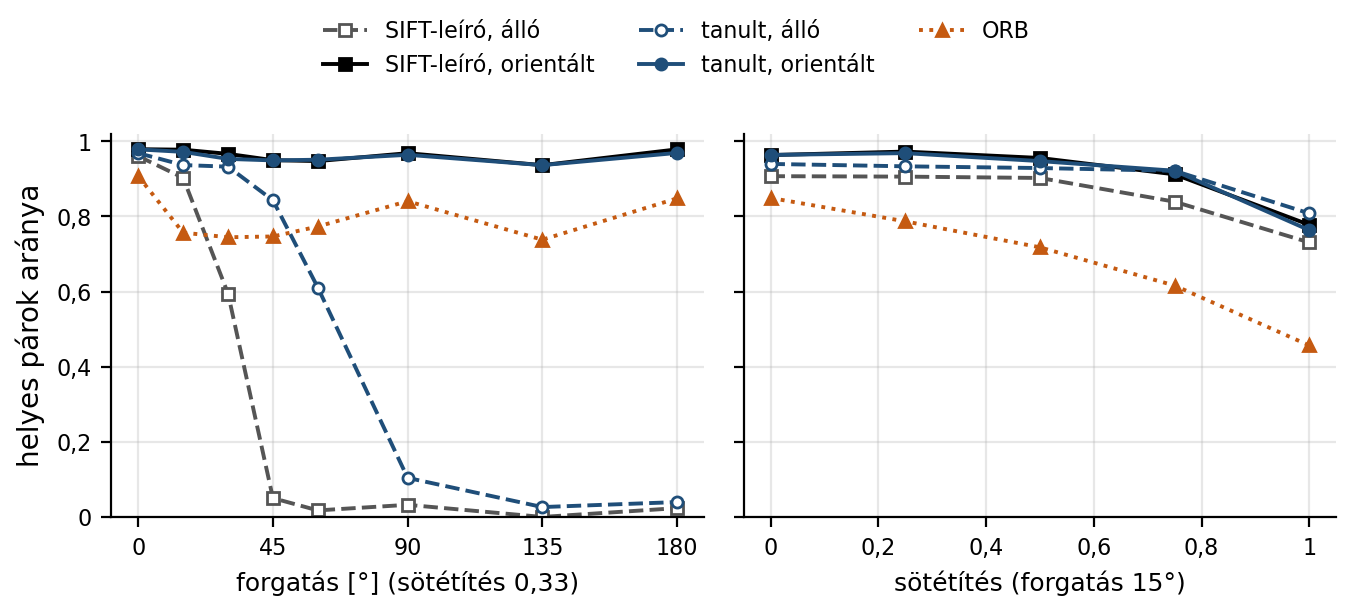 SIFT-leíró, álló
SIFT-leíró, orientált
tanult, álló
tanult, orientált
ORB
helyes párok aránya
1
0,8
0,6
0,4
0,2
0
0 45 90 135 180
forgatás [°] (sötétítés 0,33)
0 0,2 0,4 0,6 0,8 1
sötétítés (forgatás 15°)